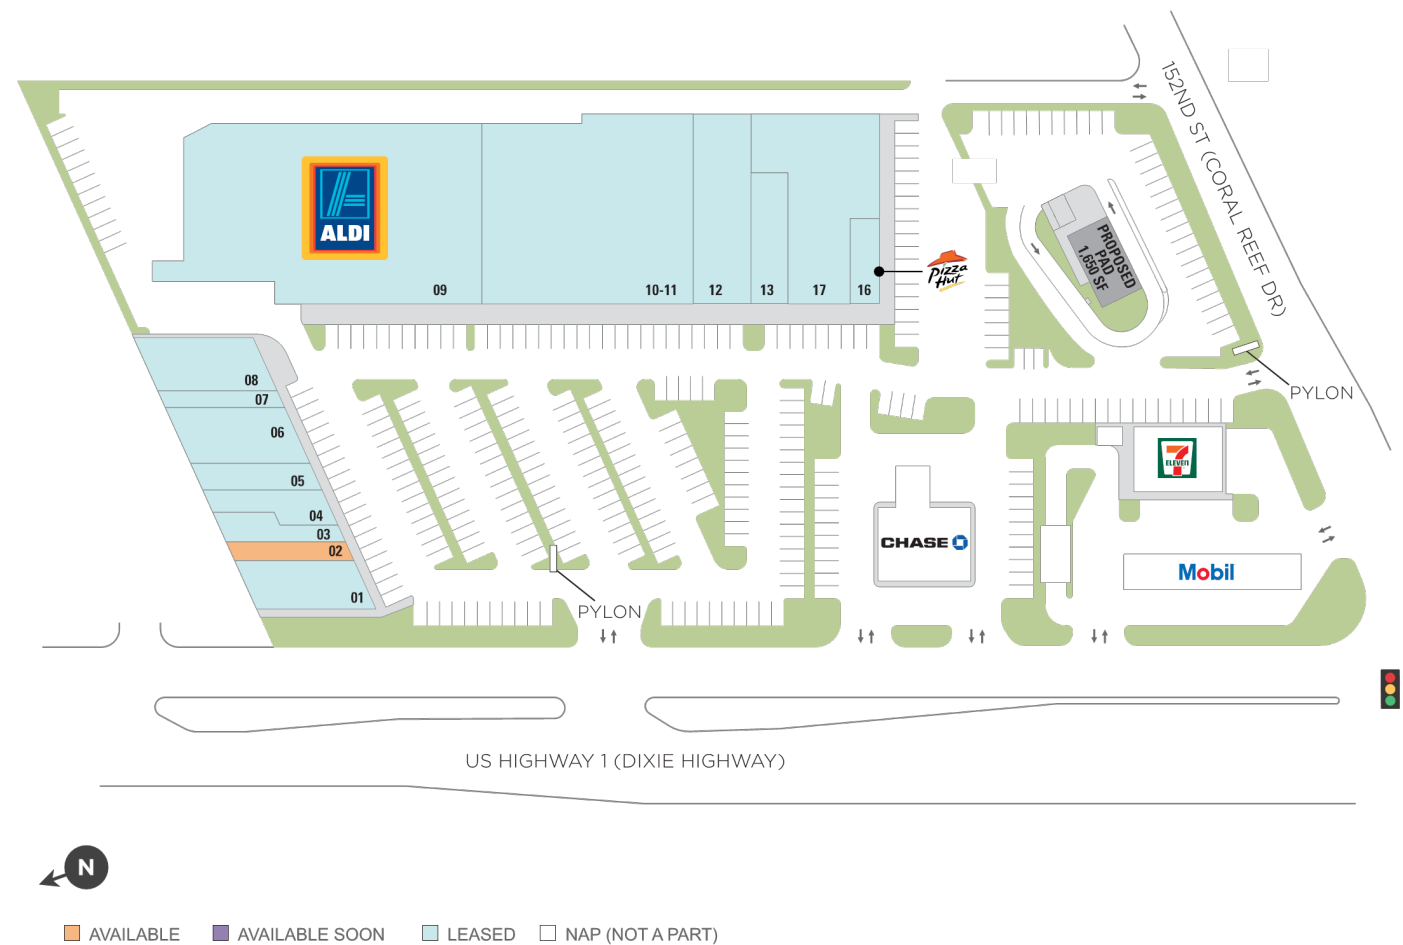 152ND ST (CORAL REEF DR)
ALDI
Pizza
Hut
PROPOSED
PAD
1,650 SF
09
10-11
12
13
17
16
08
07
06
05
04
03
02
01
PYLON
7
ELEVEN
CHASE
Mobil
PYLON
US HIGHWAY 1 (DIXIE HIGHWAY)
N
AVAILABLE
AVAILABLE SOON
LEASED
NAP (NOT A PART)